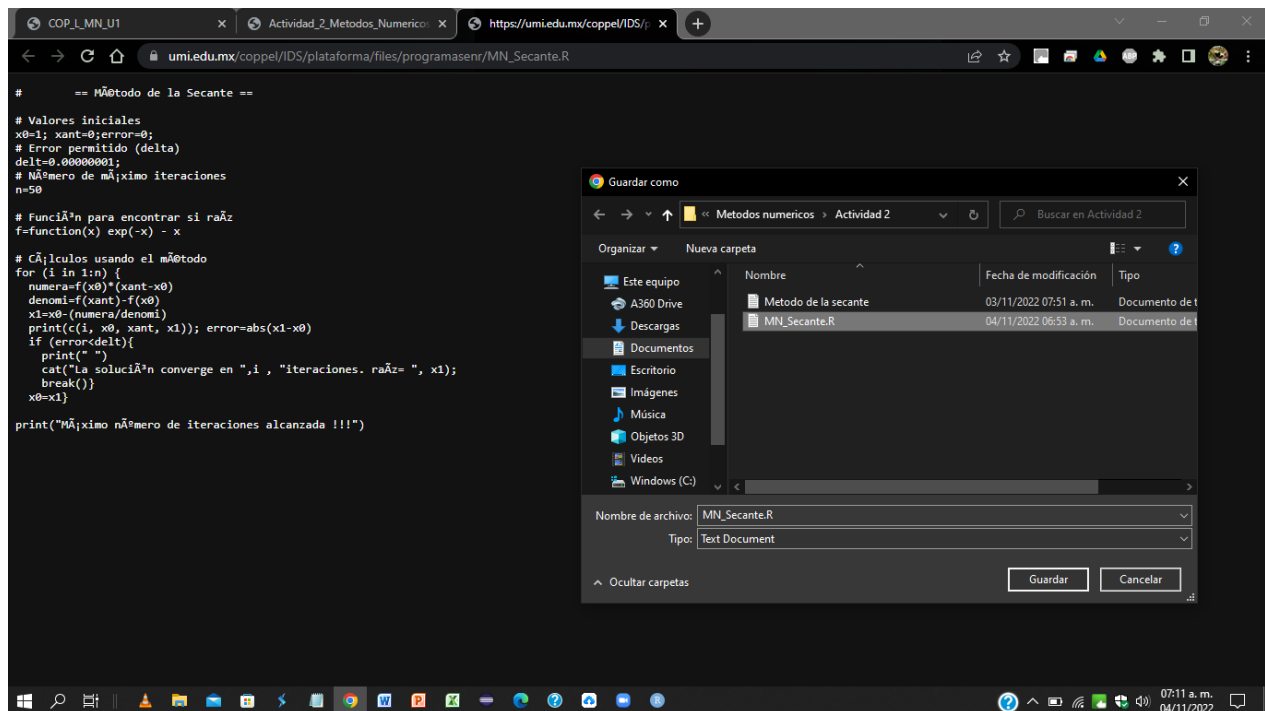 COP_L_MN_U1
Actividad_2_Metodos_Numericos
https://umi.edu.mx/coppel/IDS/p
umi.edu.mx/coppel/IDS/plataforma/files/programasenr/MN_Secante.R
# == MÃ©todo de la Secante ==
# Valores iniciales
x0=1; xant=0;error=0;
# Error permitido (delta)
delt=0.00000001;
# NÃºmero de mÃ¡ximo iteraciones
n=50
# FunciÃ³n para encontrar si raÃ­z
f=function(x) exp(-x) - x
# CÃ¡lculos usando el mÃ©todo
for (i in 1:n) {
numera=f(x0)*(xant-x0)
denomi=f(xant)-f(x0)
x1=x0-(numera/denomi)
print(c(i, x0, xant, x1)); error=abs(x1-x0)
if (error<delt){
print(" ")
cat("La soluciÃ³n converge en ",i , "iteraciones. raÃ­z= ", x1);
break()}
x0=x1}
print("MÃ¡ximo nÃºmero de iteraciones alcanzada !!!")
Guardar como
« Metodos numericos > Actividad 2
Buscar en Actividad 2
Organizar
Nueva carpeta
Este equipo
A360 Drive
Descargas
Documentos
Escritorio
Imágenes
Música
Objetos 3D
Videos
Windows (C:)
Nombre Fecha de modificación Tipo
Metodo de la secante 03/11/2022 07:51 a. m. Documento de t
MN_Secante.R 04/11/2022 06:53 a. m. Documento de t
Nombre de archivo: MN_Secante.R
Tipo: Text Document
Ocultar carpetas
Guardar
Cancelar
07:11 a. m.
04/11/2022